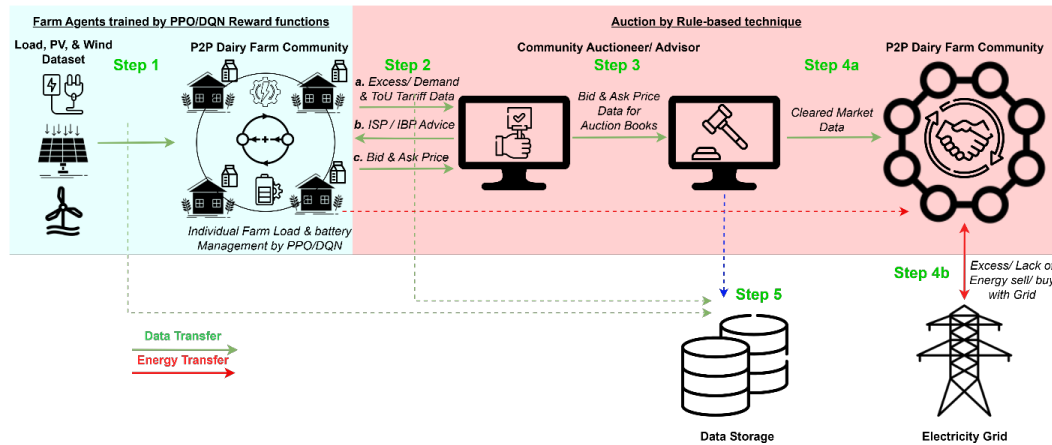 Farm Agents trained by PPO/DQN Reward functions
Auction by Rule-based technique
Load, PV, & Wind
Dataset
Step 1
P2P Dairy Farm Community
Step 2
a. Excess/ Demand
& ToU Tariff Data
b. ISP / IBP Advice
c. Bid & Ask Price
Individual Farm Load & battery
Management by PPO/DQN
Community Auctioneer/ Advisor
Step 3
Bid & Ask Price
Data for
Auction Books
Step 4a
Cleared Market
Data
P2P Dairy Farm Community
Step 4b
Excess/ Lack of
Energy sell/ buy
with Grid
Step 5
Data Transfer
Energy Transfer
Data Storage
Electricity Grid